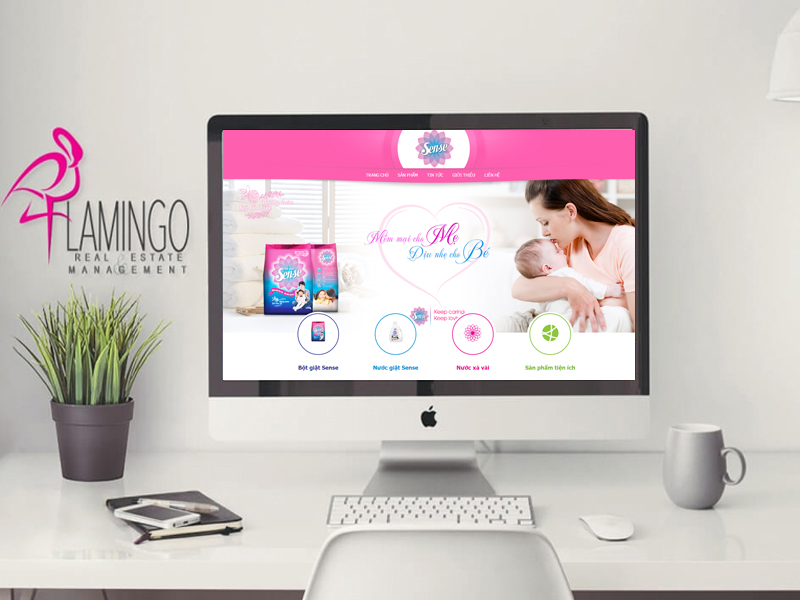 LAMINGO
REAL ESTATE
&
MANAGEMENT
Sense
TRANG CHỦ SẢN PHẨM TIN TỨC GIỚI THIỆU LIÊN HỆ
Mềm mại cho Mẹ
Dịu nhẹ cho Bé
Sense
Keep caring
Keep
Bột giặt Sense Nước giặt Sense Nước xả vải Sản phẩm tiện ích